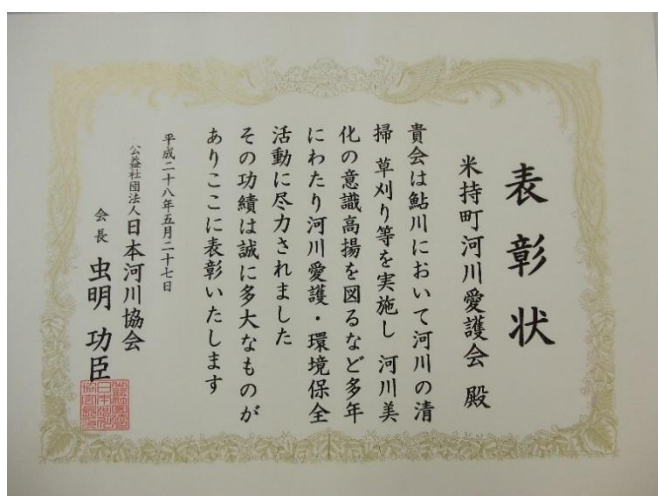 表彰状
米持町河川愛護会 殿
貴会は鮎川において河川の清
掃 草刈り等を実施し 河川美
化の意識高揚を図るなど多年
にわたり河川愛護・環境保全
活動に尽力されました
その功績は誠に多大なものが
ありここに表彰いたします
平成二十八年五月二十七日
公益社団法人日本河川協会
会長 虫明 功臣